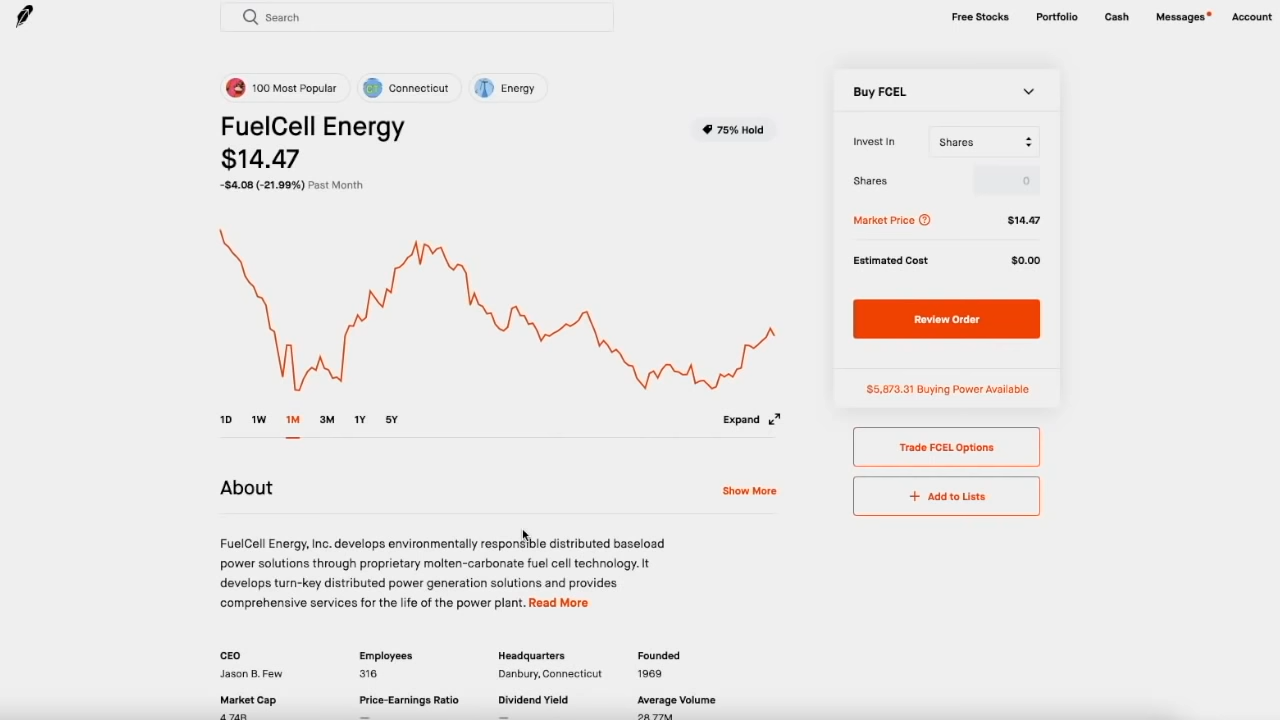 Search
Free Stocks
Portfolio
Cash
Messages
Account
100 Most Popular
Connecticut
Energy
FuelCell Energy
$14.47
75% Hold
-$4.08 (-21.99%) Past Month
1D
1W
1M
3M
1Y
5Y
Expand
About
Show More
FuelCell Energy, Inc. develops environmentally responsible distributed baseload
power solutions through proprietary molten-carbonate fuel cell technology. It
develops turn-key distributed power generation solutions and provides
comprehensive services for the life of the power plant. Read More
CEO
Employees
Headquarters
Founded
Jason B. Few
316
Danbury, Connecticut
1969
Market Cap
Price-Earnings Ratio
Dividend Yield
Average Volume
4.74B
—
—
28.77M
Buy FCEL
Invest In
Shares
Shares
0
Market Price
$14.47
Estimated Cost
$0.00
Review Order
$5,873.31 Buying Power Available
Trade FCEL Options
+ Add to Lists